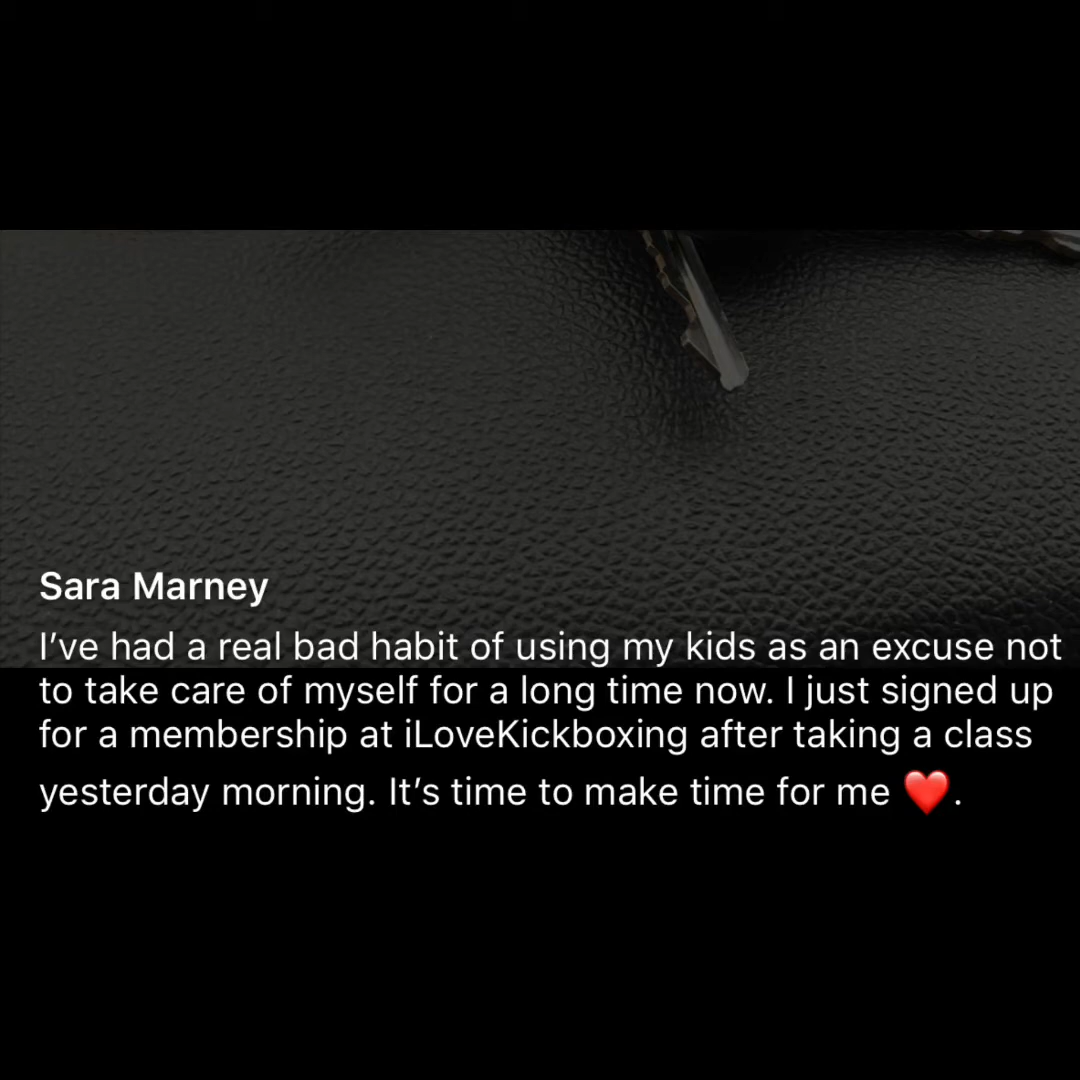 Sara Marney
I’ve had a real bad habit of using my kids as an excuse not
to take care of myself for a long time now. I just signed up
for a membership at iLoveKickboxing after taking a class
yesterday morning. It’s time to make time for me ❤️.